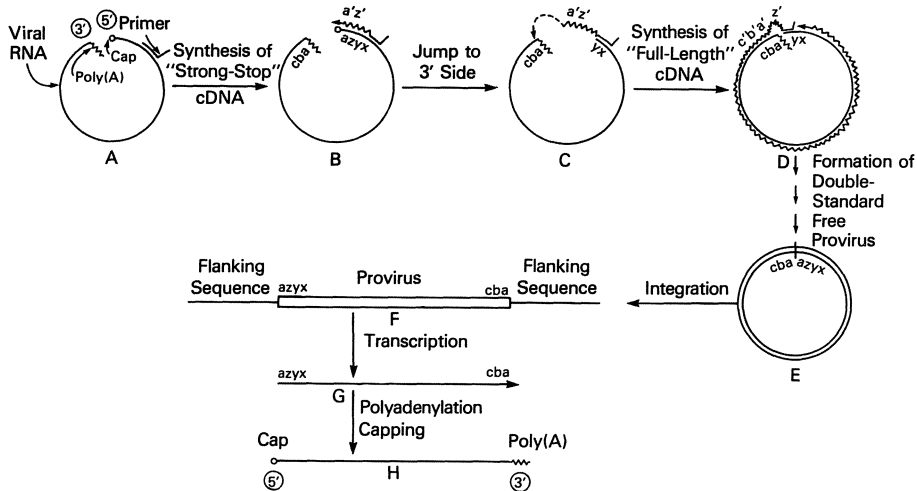 Viral
RNA
3'
5'
Primer
Cap
Poly(A)
A
Synthesis of
"Strong-Stop"
cDNA
a'z'
azyx
cba
B
Jump to
3' Side
a'z'
yx
cba
C
Synthesis of
"Full-Length"
cDNA
c'b'a'
z'
cba
yx
D
Formation of
Double-
Standard
Free
Provirus
cba azyx
E
Integration
Flanking
Sequence
azyx
Provirus
cba
Flanking
Sequence
F
Transcription
azyx
cba
G
Polyadenylation
Capping
Cap
Poly(A)
5'
H
3'